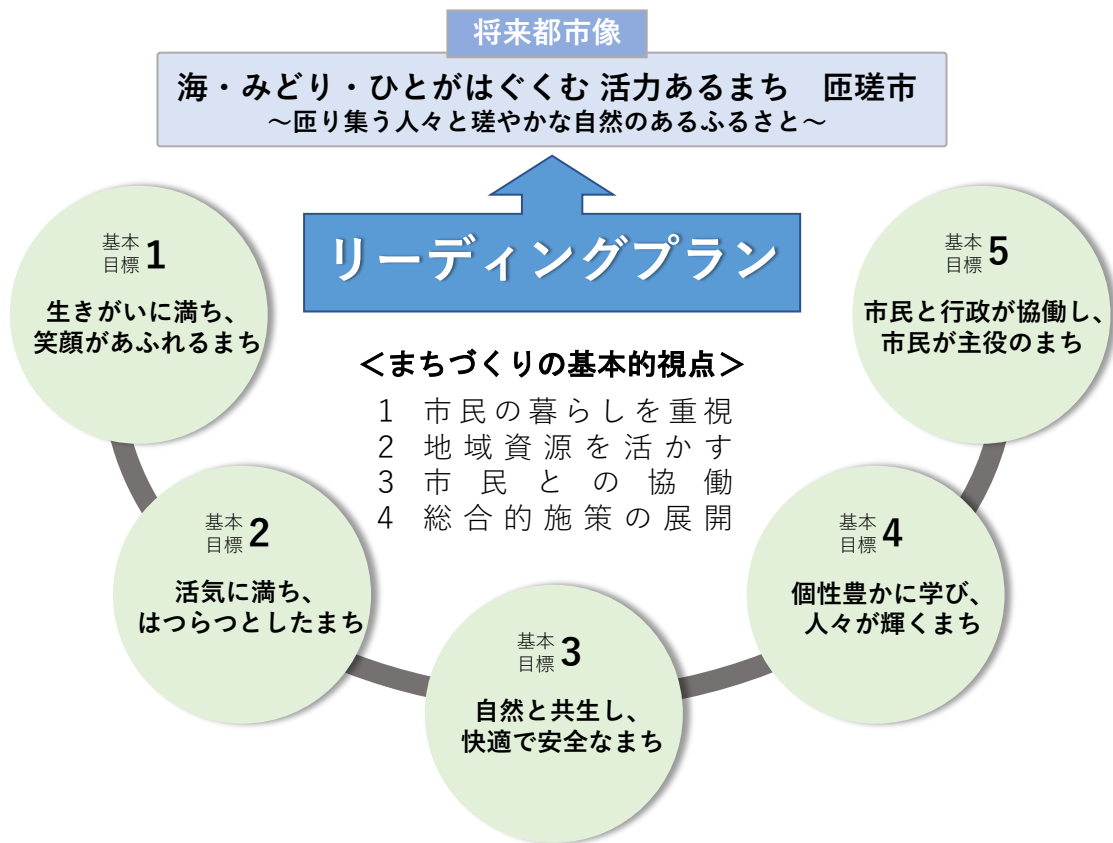 将来都市像
海・みどり・ひとがはぐくむ 活力あるまち　匝瑳市
～匝り集う人々と瑳やかな自然のあるふるさと～
リーディングプラン
基本目標 1
生きがいに満ち、
笑顔があふれるまち
基本目標 5
市民と行政が協働し、
市民が主役のまち
＜まちづくりの基本的視点＞
1 市民の暮らしを重視
2 地域資源を活かす
3 市民との協働
4 総合的施策の展開
基本目標 2
活気に満ち、
はつらつとしたまち
基本目標 4
個性豊かに学び、
人々が輝くまち
基本目標 3
自然と共生し、
快適で安全なまち